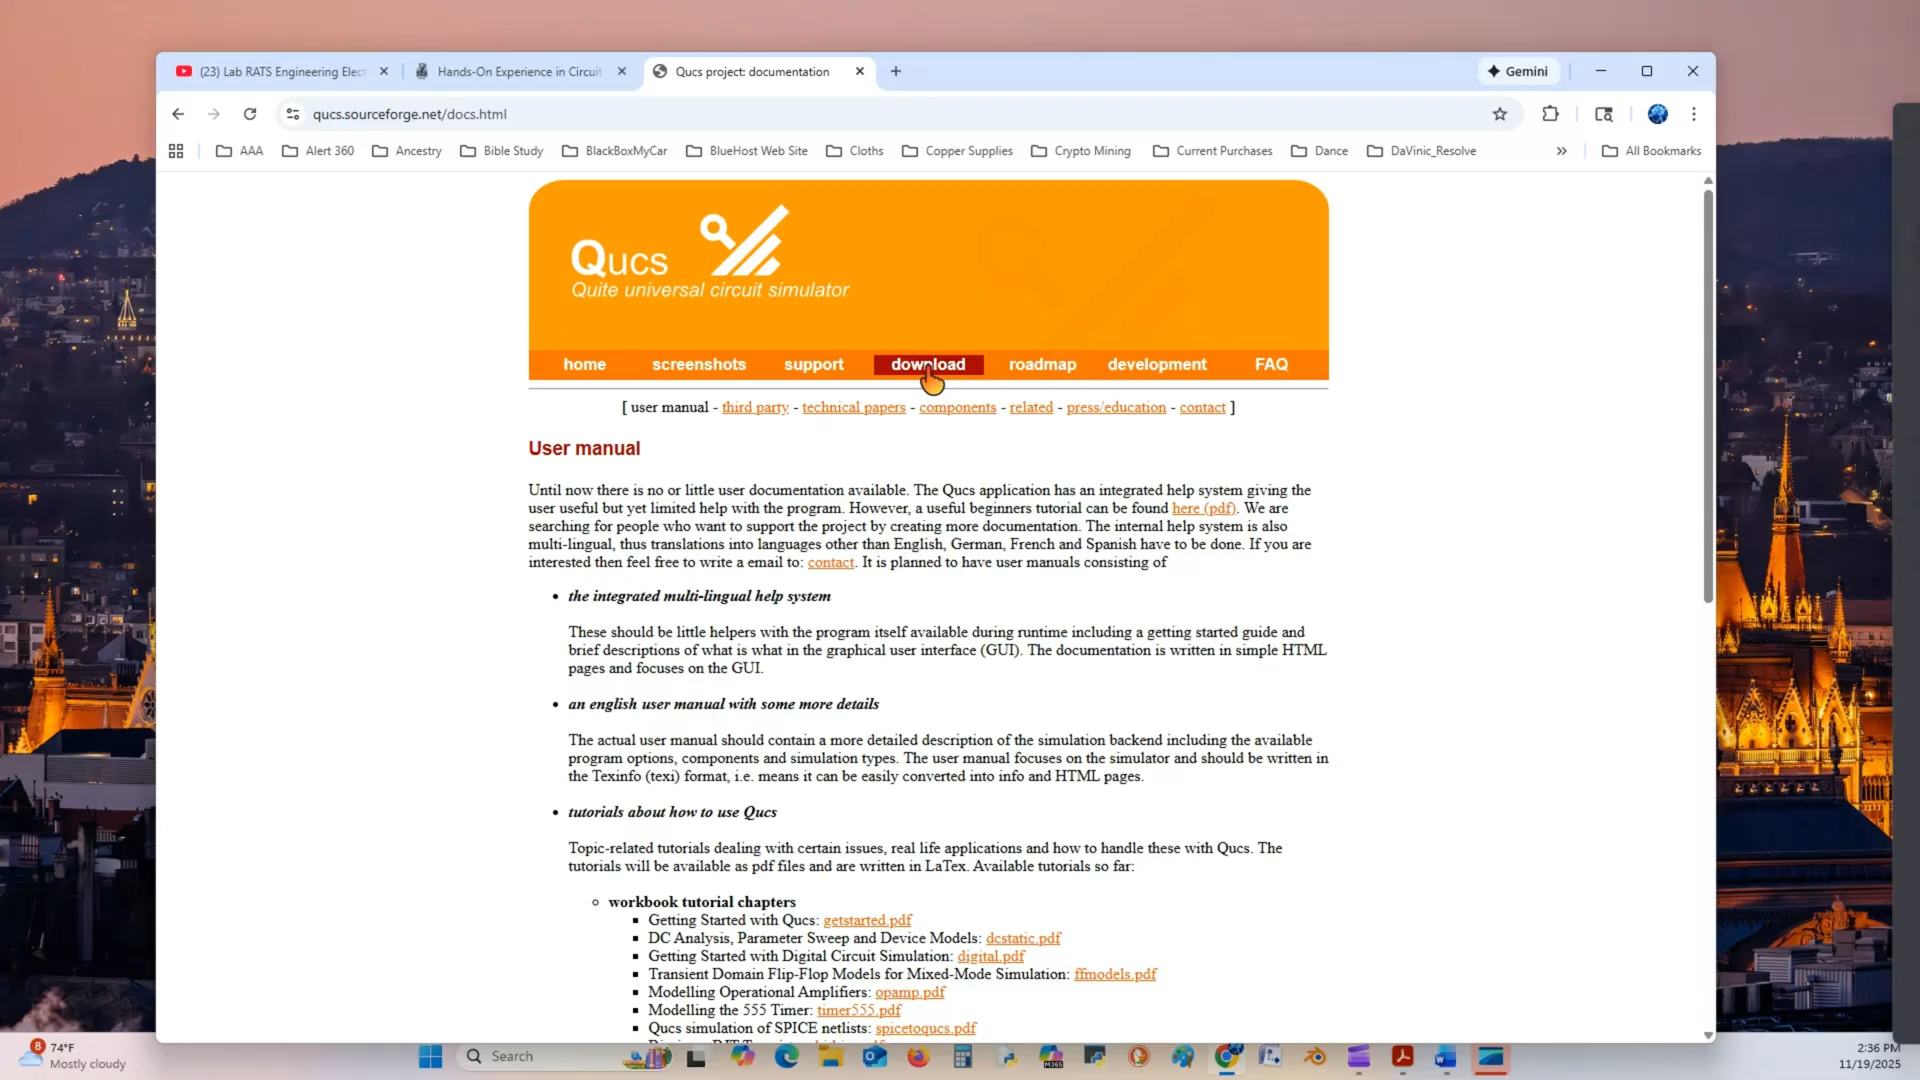 (23) Lab RATS Engineering Elect
Hands-On Experience in Circuit
Qucs project: documentation
Gemini
qucs.sourceforge.net/docs.html
AAA
Alert 360
Ancestry
Bible Study
BlackBoxMyCar
BlueHost Web Site
Cloths
Copper Supplies
Crypto Mining
Current Purchases
Dance
DaVinic_Resolve
»
All Bookmarks
Qucs
Quite universal circuit simulator
home screenshots support download roadmap development FAQ
[ user manual - third party - technical papers - components - related - press/education - contact ]
User manual
Until now there is no or little user documentation available. The Qucs application has an integrated help system giving the
user useful but yet limited help with the program. However, a useful beginners tutorial can be found here (pdf). We are
searching for people who want to support the project by creating more documentation. The internal help system is also
multi-lingual, thus translations into languages other than English, German, French and Spanish have to be done. If you are
interested then feel free to write a email to: contact. It is planned to have user manuals consisting of
• the integrated multi-lingual help system
These should be little helpers with the program itself available during runtime including a getting started guide and
brief descriptions of what is what in the graphical user interface (GUI). The documentation is written in simple HTML
pages and focuses on the GUI.
• an english user manual with some more details
The actual user manual should contain a more detailed description of the simulation backend including the available
program options, components and simulation types. The user manual focuses on the simulator and should be written in
the Texinfo (texi) format, i.e. means it can be easily converted into info and HTML pages.
• tutorials about how to use Qucs
Topic-related tutorials dealing with certain issues, real life applications and how to handle these with Qucs. The
tutorials will be available as pdf files and are written in LaTex. Available tutorials so far:
◦ workbook tutorial chapters
▪ Getting Started with Qucs: getstarted.pdf
▪ DC Analysis, Parameter Sweep and Device Models: dcstatic.pdf
▪ Getting Started with Digital Circuit Simulation: digital.pdf
▪ Transient Domain Flip-Flop Models for Mixed-Mode Simulation: ffmodels.pdf
▪ Modelling Operational Amplifiers: opamp.pdf
▪ Modelling the 555 Timer: timer555.pdf
▪ Qucs simulation of SPICE netlists: spicetoqucs.pdf
8
74°F
Mostly cloudy
Search
M365
2:36 PM
11/19/2025